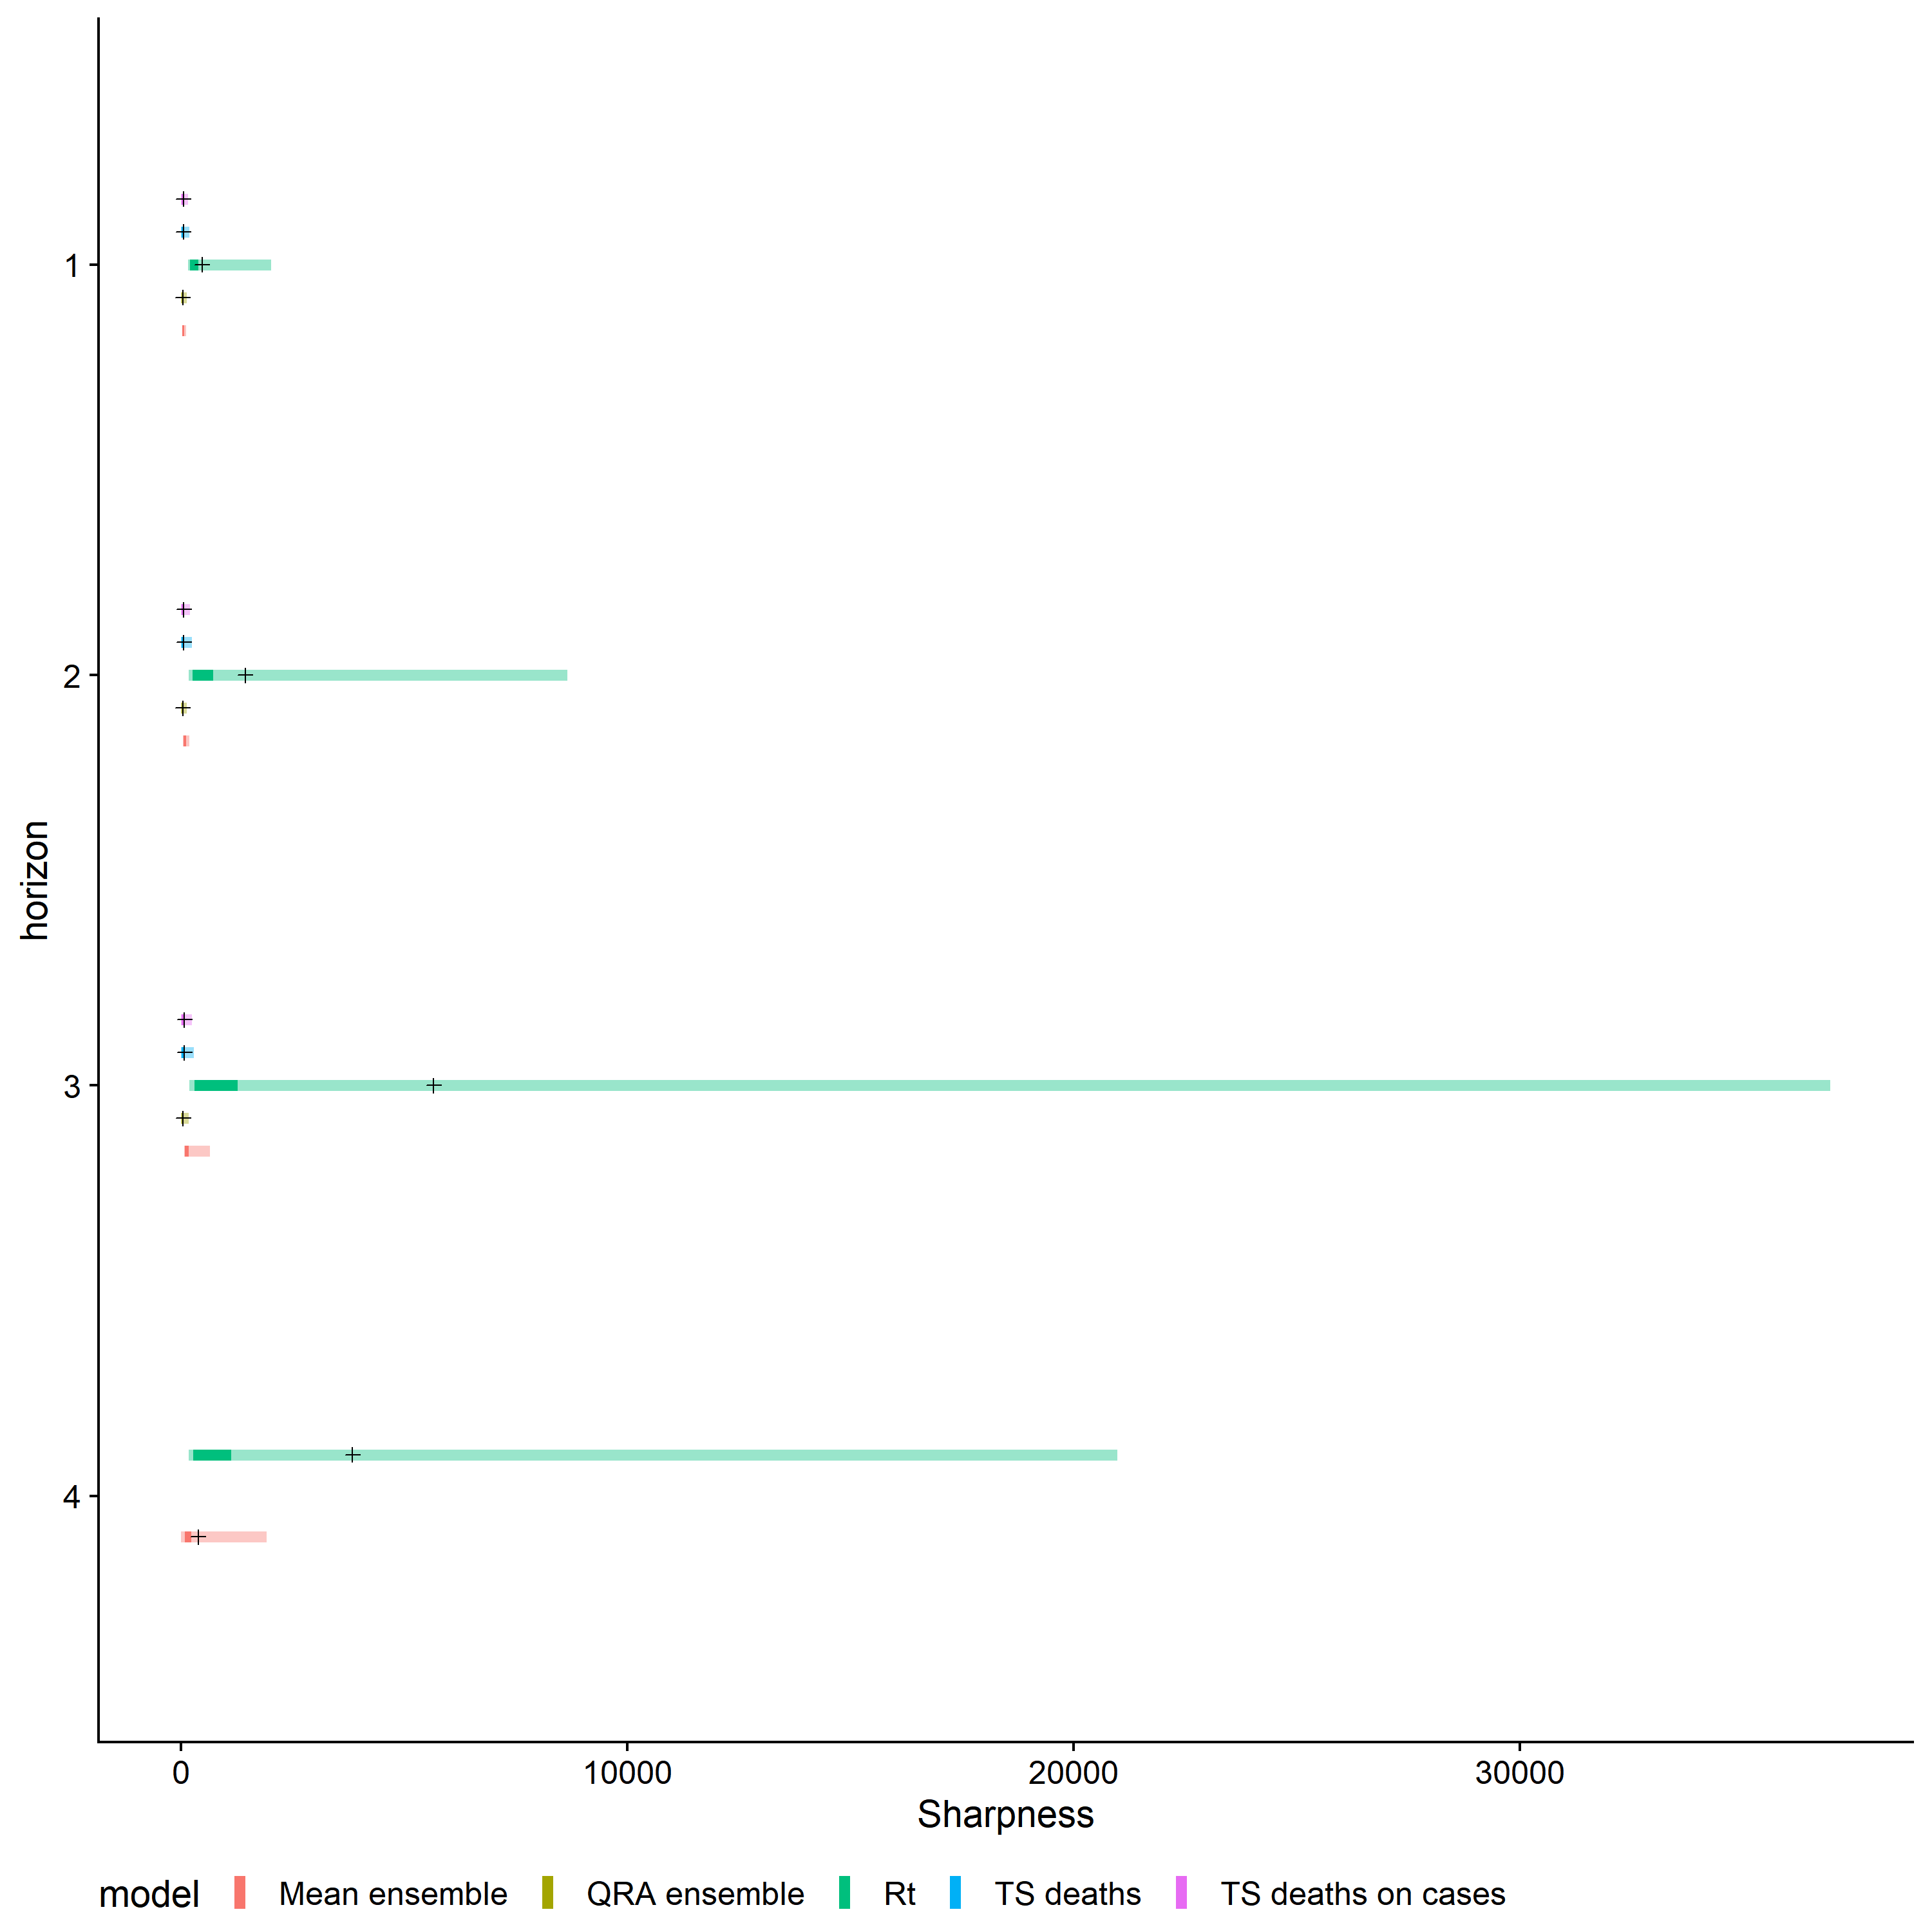 horizon
1
2
3
4
0 10000 20000 30000
Sharpness
model Mean ensemble QRA ensemble Rt TS deaths TS deaths on cases